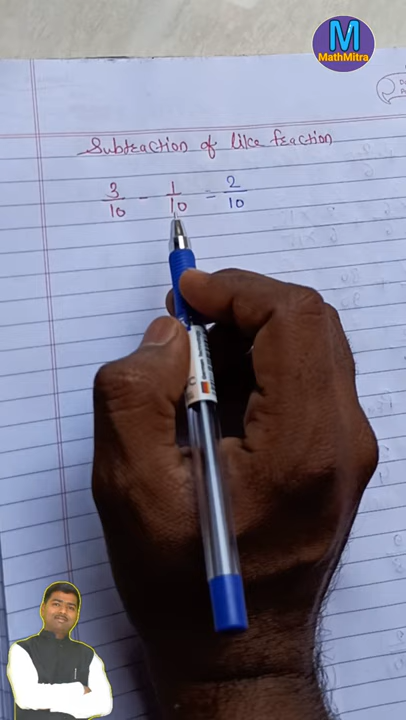 M
MathMitra
Subtraction of like fraction
3/10 - 1/10 = 2/10